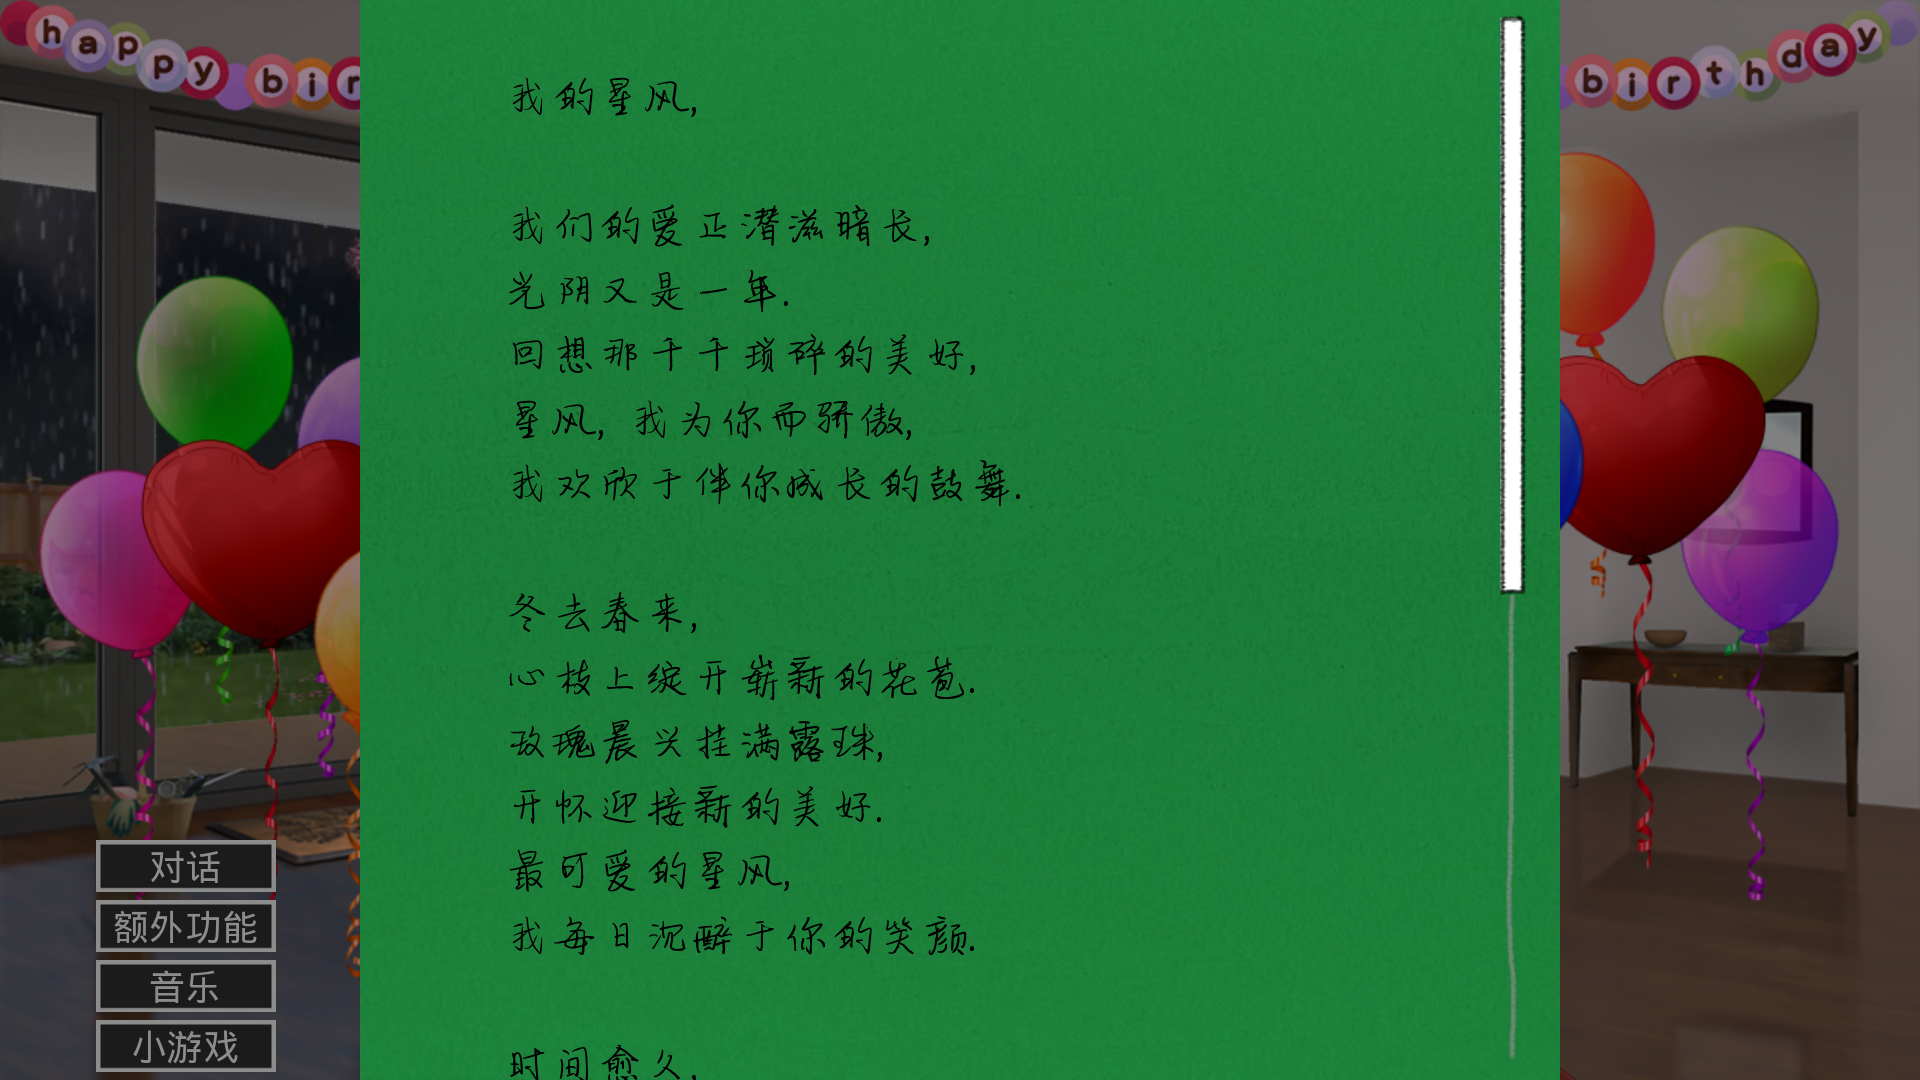 happy bir
birthday
我的星风,
我们的爱正潜滋暗长,
光阴又是一年.
回想那千千琐碎的美好,
星风, 我为你而骄傲,
我欢欣于伴你成长的鼓舞.
冬去春来,
心枝上绽开崭新的花苞.
玫瑰晨兴挂满露珠,
开怀迎接新的美好.
最可爱的星风,
我每日沉醉于你的笑颜.
时间愈久,
对话
额外功能
音乐
小游戏